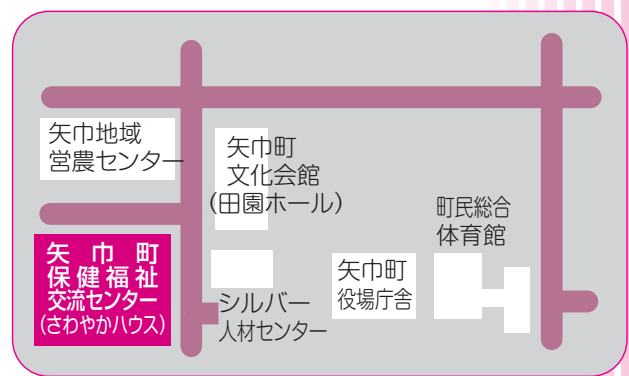 矢巾地域
営農センター
矢巾町
文化会館
(田園ホール)
町民総合
体育館
矢巾町
保健福祉
交流センター
(さわやかハウス)
シルバー
人材センター
矢巾町
役場庁舎